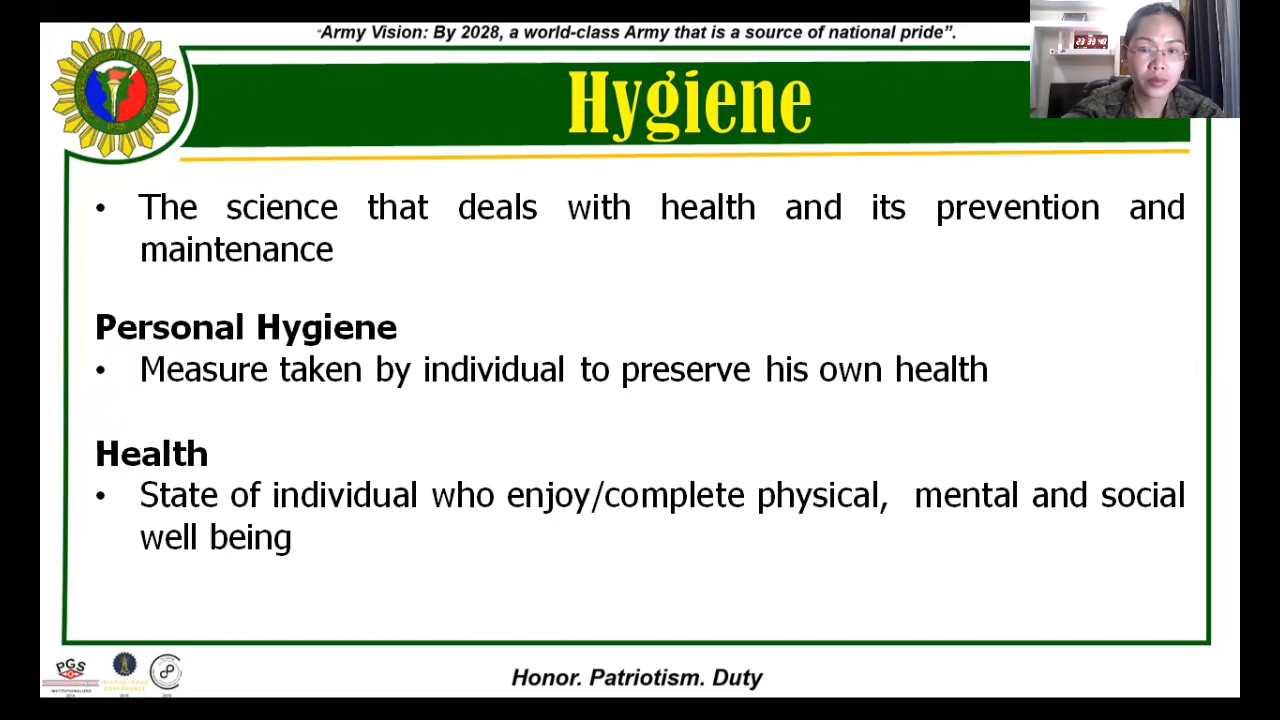 “Army Vision: By 2028, a world-class Army that is a source of national pride”.
Hygiene
• The science that deals with health and its prevention and
maintenance
Personal Hygiene
• Measure taken by individual to preserve his own health
Health
• State of individual who enjoy/complete physical, mental and social
well being
PGS
Honor. Patriotism. Duty